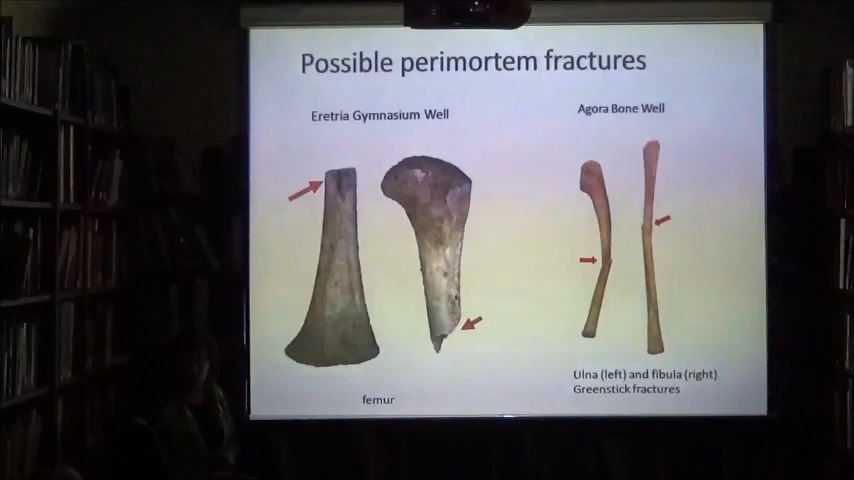 Possible perimortem fractures
Eretria Gymnasium Well
Agora Bone Well
Ulna (left) and fibula (right).
Greenstick fractures
femur